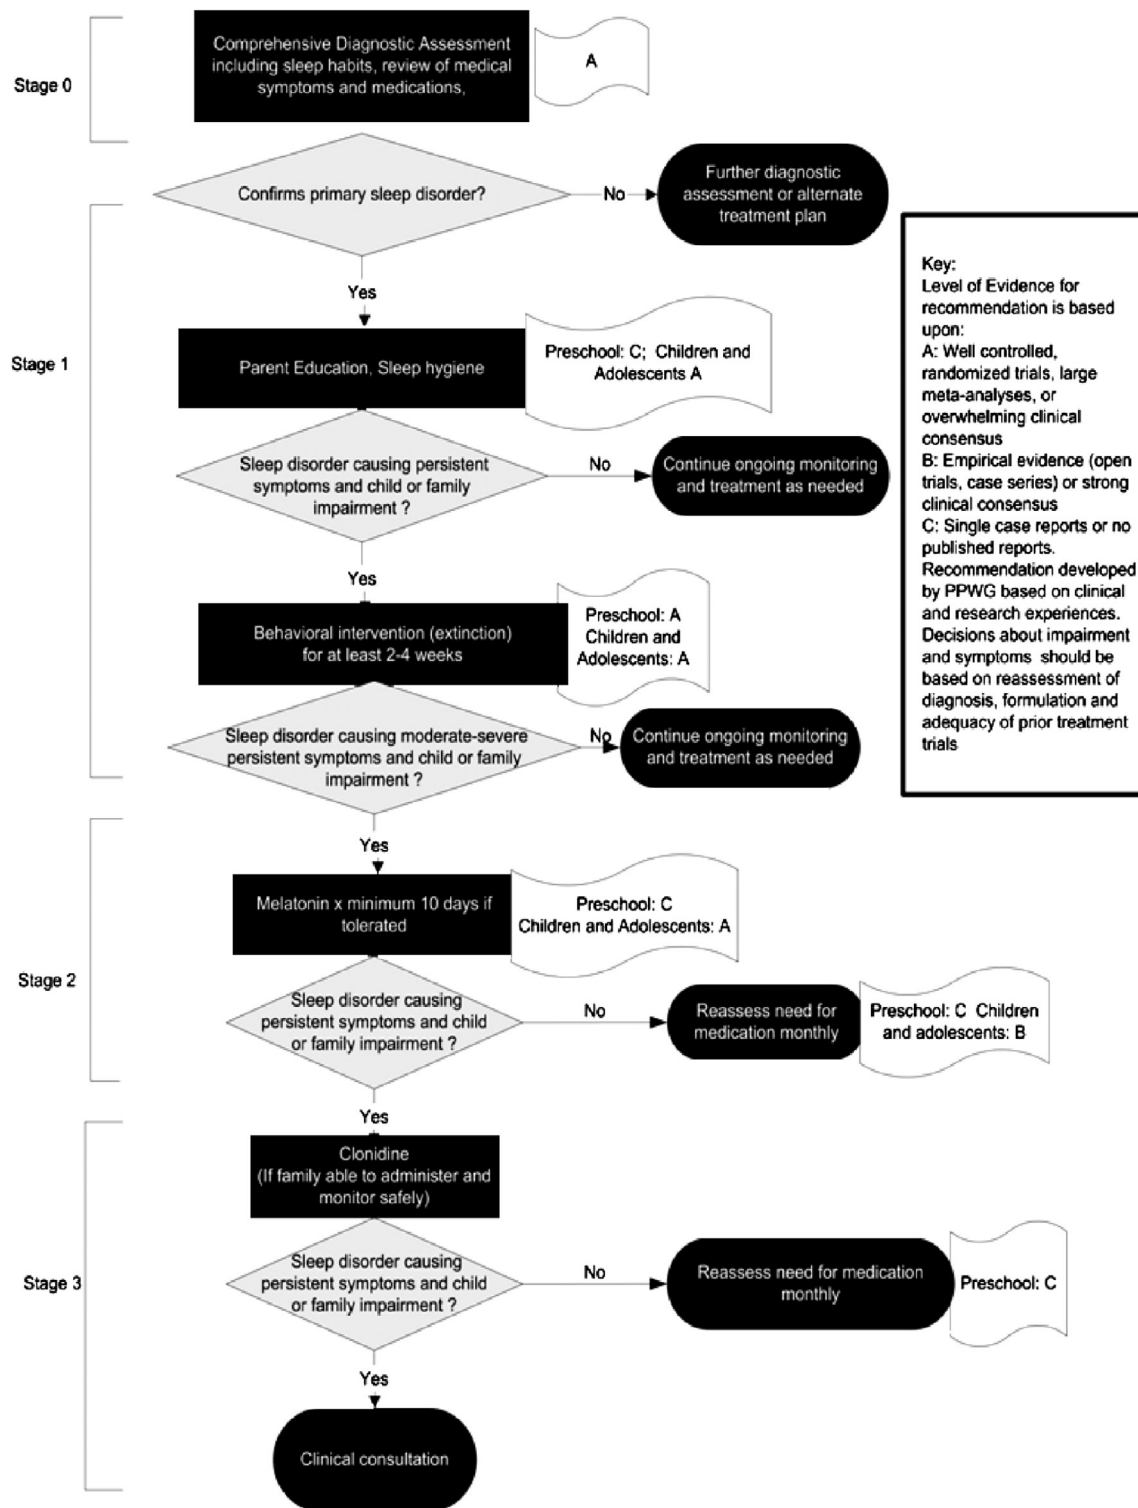 Stage 0
Comprehensive Diagnostic Assessment
including sleep habits, review of medical
symptoms and medications,
A
Confirms primary sleep disorder?
No
Further diagnostic
assessment or alternate
treatment plan
Yes
Stage 1
Parent Education, Sleep hygiene
Preschool: C; Children and
Adolescents A
Sleep disorder causing persistent
symptoms and child or family
impairment ?
No
Continue ongoing monitoring
and treatment as needed
Yes
Behavioral intervention (extinction)
for at least 2-4 weeks
Preschool: A
Children and
Adolescents: A
Sleep disorder causing moderate-severe
persistent symptoms and child or family
impairment ?
No
Continue ongoing monitoring
and treatment as needed
Yes
Stage 2
Melatonin x minimum 10 days if
tolerated
Preschool: C
Children and Adolescents: A
Sleep disorder causing
persistent symptoms and child
or family impairment ?
No
Reassess need for
medication monthly
Preschool: C Children
and adolescents: B
Yes
Stage 3
Clonidine
(If family able to administer and
monitor safely)
Sleep disorder causing
persistent symptoms and child
or family impairment ?
No
Reassess need for medication
monthly
Preschool: C
Yes
Clinical consultation
Key:
Level of Evidence for
recommendation is based
upon:
A: Well controlled,
randomized trials, large
meta-analyses, or
overwhelming clinical
consensus
B: Empirical evidence (open
trials, case series) or strong
clinical consensus
C: Single case reports or no
published reports.
Recommendation developed
by PPWG based on clinical
and research experiences.
Decisions about impairment
and symptoms should be
based on reassessment of
diagnosis, formulation and
adequacy of prior treatment
trials